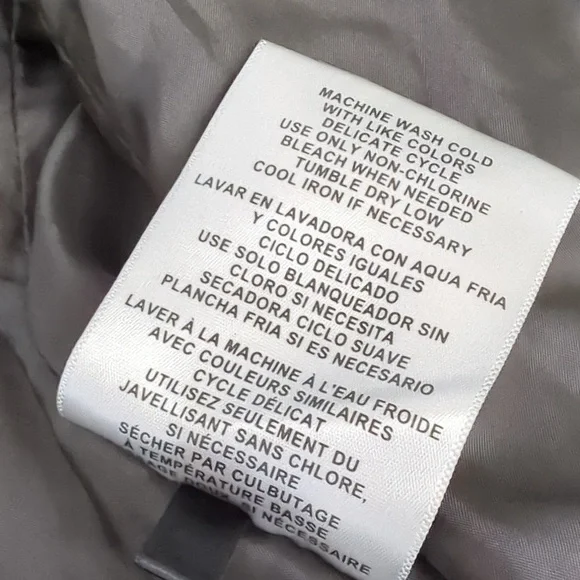 MACHINE WASH COLD
WITH LIKE COLORS
DELICATE CYCLE
USE ONLY NON-CHLORINE
BLEACH WHEN NEEDED
TUMBLE DRY LOW
COOL IRON IF NECESSARY
LAVAR EN LAVADORA CON AQUA FRIA
Y COLORES IGUALES
CICLO DELICADO
USE SOLO BLANQUEADOR SIN
CLORO SI NECESITA
SECADORA CICLO SUAVE
PLANCHA FRIA SI ES NECESARIO
LAVER À LA MACHINE À L'EAU FROIDE
AVEC COULEURS SIMILAIRES
CYCLE DÉLICAT
UTILISEZ SEULEMENT DU
JAVELLISANT SANS CHLORE,
SI NÉCESSAIRE
SÉCHER PAR CULBUTAGE
À TEMPÉRATURE BASSE
SI NÉCESSAIRE